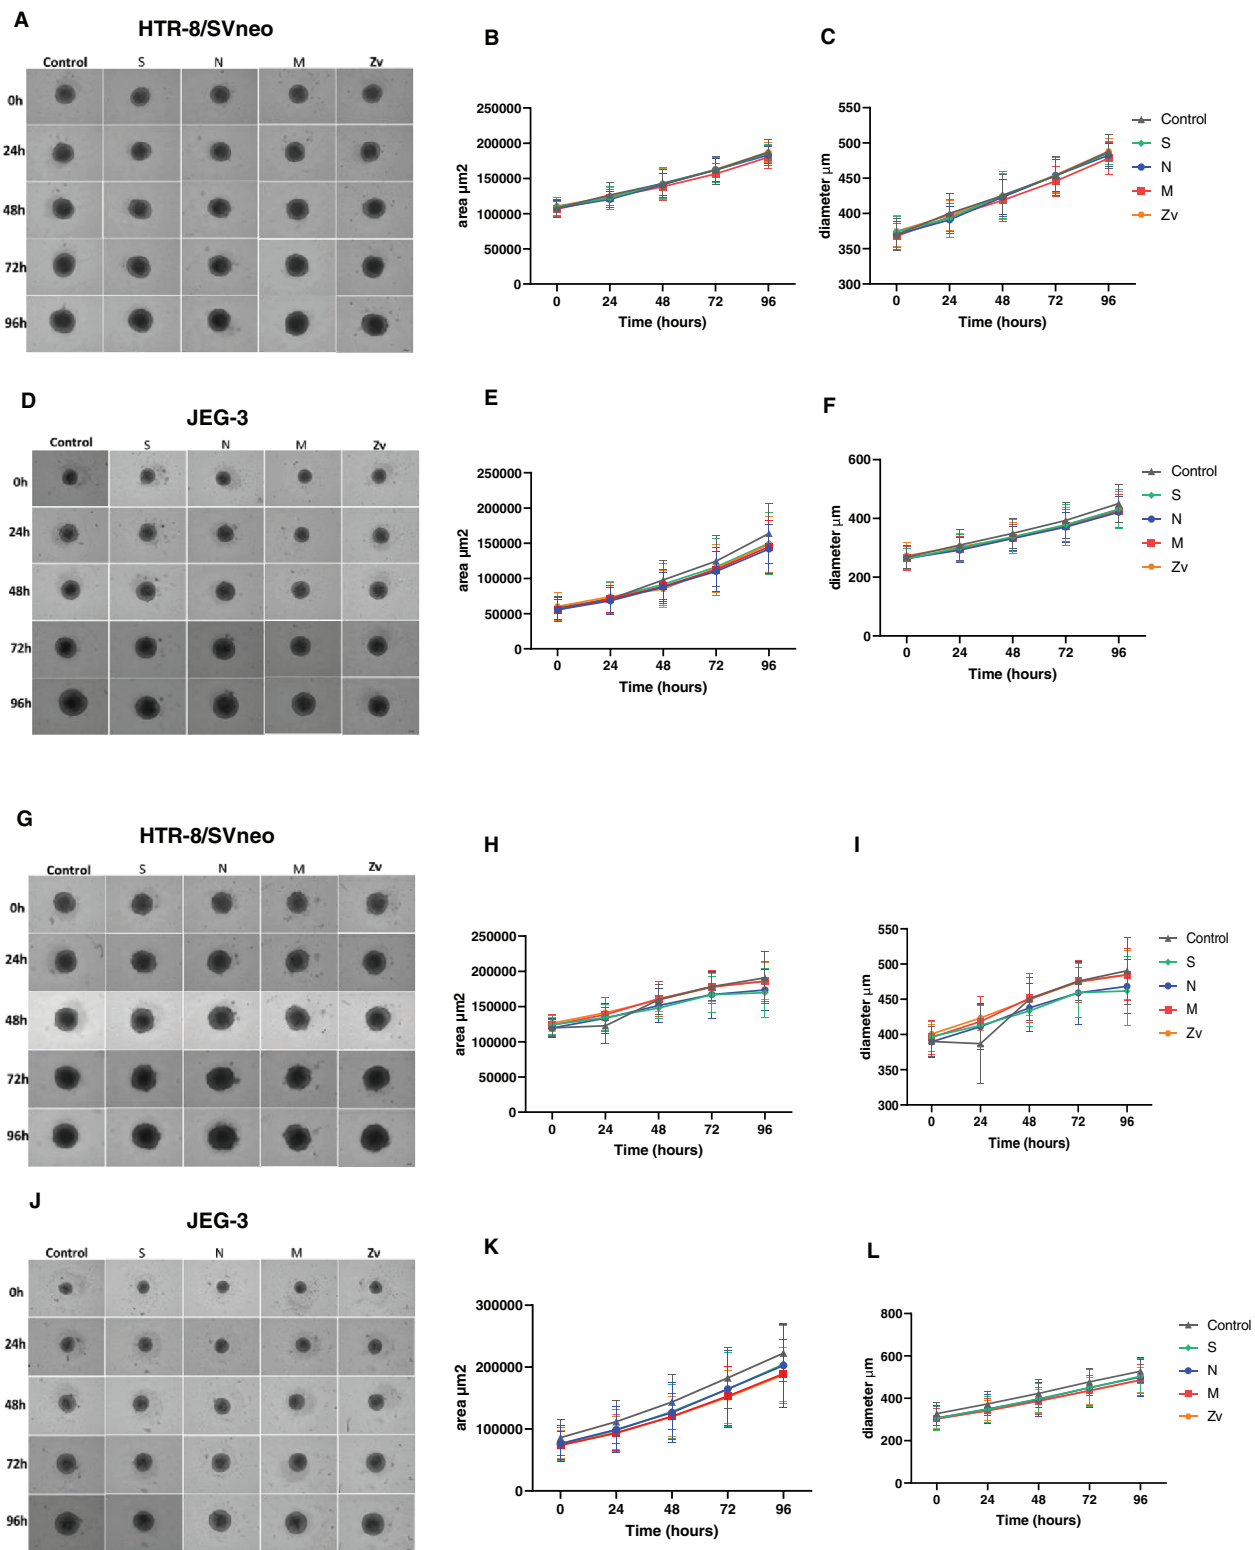 A
HTR-8/SVneo
Control S N M Zv
0h
24h
48h
72h
96h
B
250000
200000
150000
100000
50000
0
area µm2
0 24 48 72 96
Time (hours)
C
550
500
450
400
350
300
diameter µm
0 24 48 72 96
Time (hours)
Control
S
N
M
Zv
D
JEG-3
Control S N M Zv
0h
24h
48h
72h
96h
E
250000
200000
150000
100000
50000
0
area µm2
0 24 48 72 96
Time (hours)
F
600
400
200
0
diameter µm
0 24 48 72 96
Time (hours)
Control
S
N
M
Zv
G
HTR-8/SVneo
Control S N M Zv
0h
24h
48h
72h
96h
H
250000
200000
150000
100000
50000
0
area µm2
0 24 48 72 96
Time (hours)
I
550
500
450
400
350
300
diameter µm
0 24 48 72 96
Time (hours)
Control
S
N
M
Zv
J
JEG-3
Control S N M Zv
0h
24h
48h
72h
96h
K
300000
200000
100000
0
area µm2
0 24 48 72 96
Time (hours)
L
800
600
400
200
0
diameter µm
0 24 48 72 96
Time (hours)
Control
S
N
M
Zv